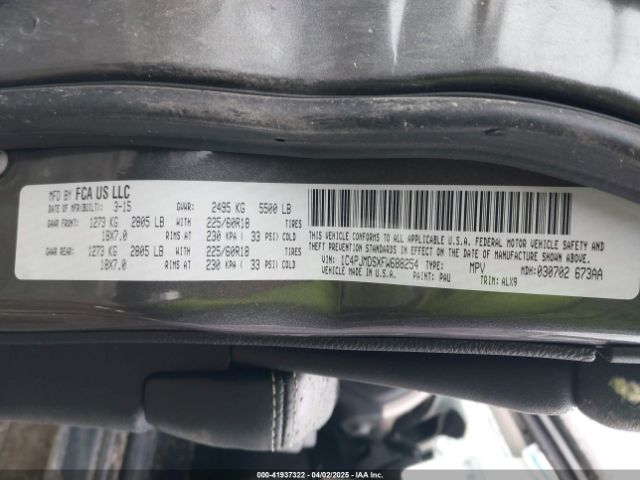 MFD BY FCA US LLC
DATE OF MFR(BUILT): 3-15 GVWR: 2495 KG 5500 LB
GAWR FRONT: 1273 KG 2805 LB WITH 225/60R18 TIRES
18X7.0 RIMS AT 230 KPA ( 33 PSI) COLD
GAWR REAR: 1273 KG 2805 LB WITH 225/60R18 TIRES
18X7.0 RIMS AT 230 KPA ( 33 PSI) COLD
THIS VEHICLE CONFORMS TO ALL APPLICABLE U.S.A. FEDERAL MOTOR VEHICLE SAFETY AND
THEFT PREVENTION STANDARDS IN EFFECT ON THE DATE OF MANUFACTURE SHOWN ABOVE.
VIN: 1C4PJMDSXFW688254 TYPE: MPV MDH: 030702 673AA
VEHICLE MADE IN U.S.A. PAINT: PAU TRIM: ALX9
000-41937322 - 04/02/2025 - Copyright IAA, LLC.